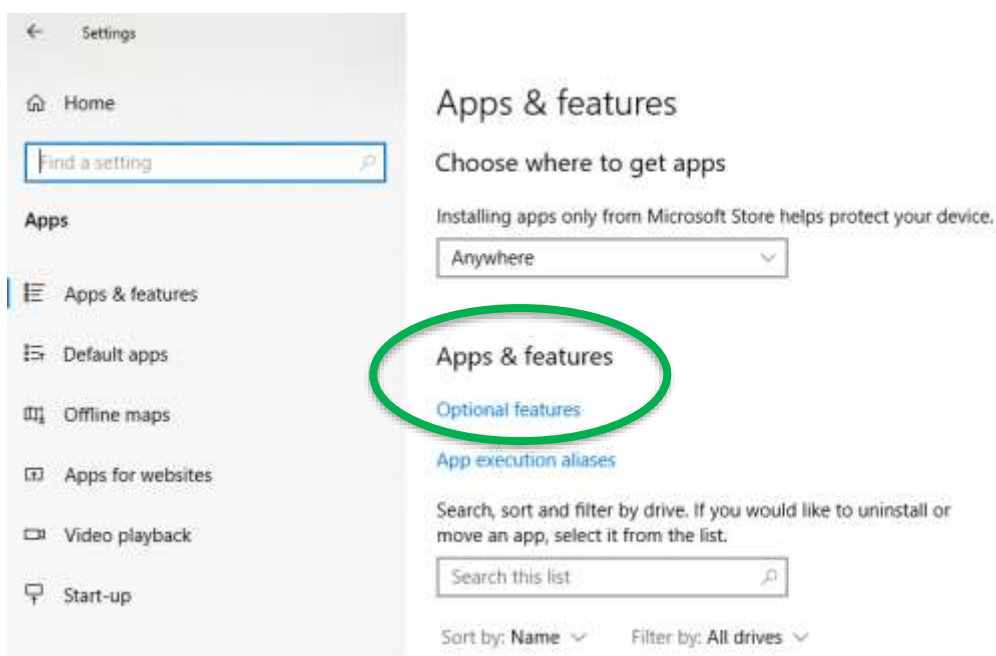 Settings
Home
Find a setting
Apps
Apps & features
Default apps
Offline maps
Apps for websites
Video playback
Start-up
Apps & features
Choose where to get apps
Installing apps only from Microsoft Store helps protect your device.
Anywhere
Apps & features
Optional features
App execution aliases
Search, sort and filter by drive. If you would like to uninstall or
move an app, select it from the list.
Search this list
Sort by: Name Filter by: All drives